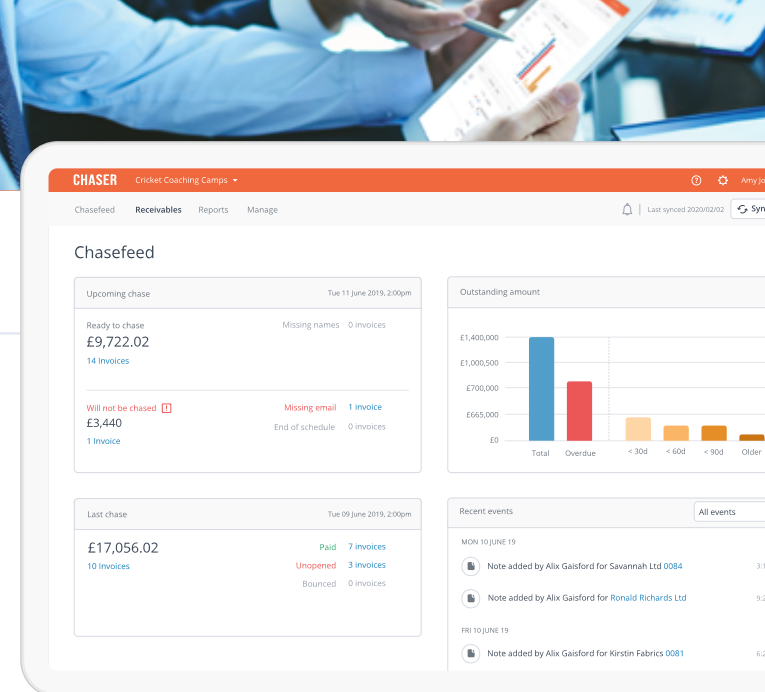 CHASER Cricket Coaching Camps
Chasefeed Receivables Reports Manage
Last synced 2020/02/02
Chasefeed
Upcoming chase Tue 11 June 2019, 2:00pm
Ready to chase Missing names 0 invoices
£9,722.02
14 Invoices
Will not be chased Missing email 1 invoice
£3,440 End of schedule 0 invoices
1 Invoice
Outstanding amount
£1,400,000
£1,000,500
£700,000
£665,000
£0
Total Overdue < 30d < 60d < 90d Older
Last chase Tue 09 June 2019, 2:00pm
£17,056.02 Paid 7 invoices
10 Invoices Unopened 3 invoices
Bounced 0 invoices
Recent events All events
MON 10 JUNE 19
Note added by Alix Gaisford for Savannah Ltd 0084
Note added by Alix Gaisford for Ronald Richards Ltd
FRI 10 JUNE 19
Note added by Alix Gaisford for Kirstin Fabrics 0081